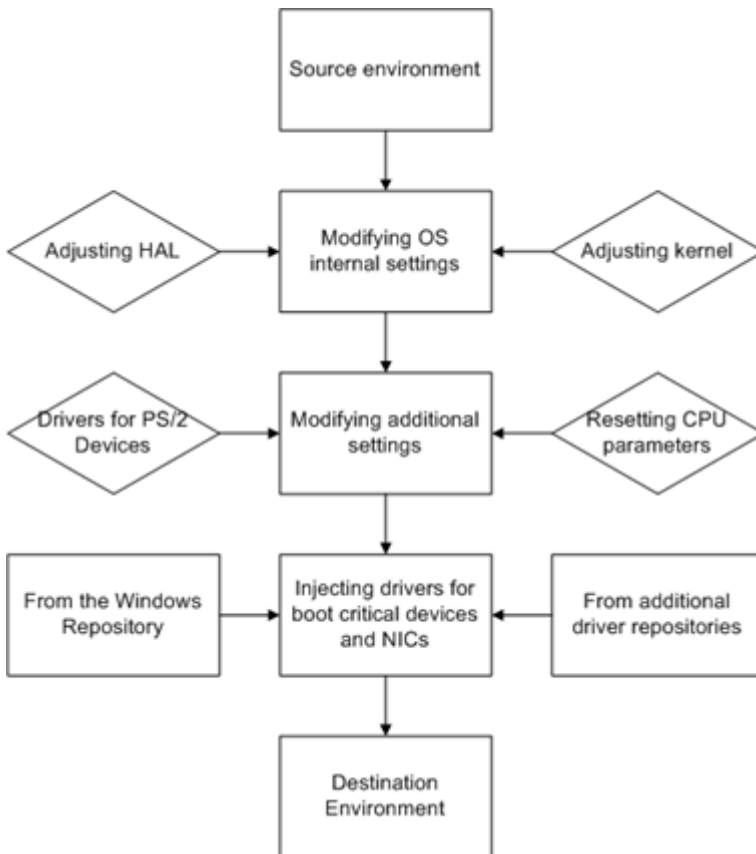 Source environment
Adjusting HAL
Modifying OS
internal settings
Adjusting kernel
Drivers for PS/2
Devices
Modifying additional
settings
Resetting CPU
parameters
From the Windows
Repository
Injecting drivers for
boot critical devices
and NICs
From additional
driver repositories
Destination
Environment